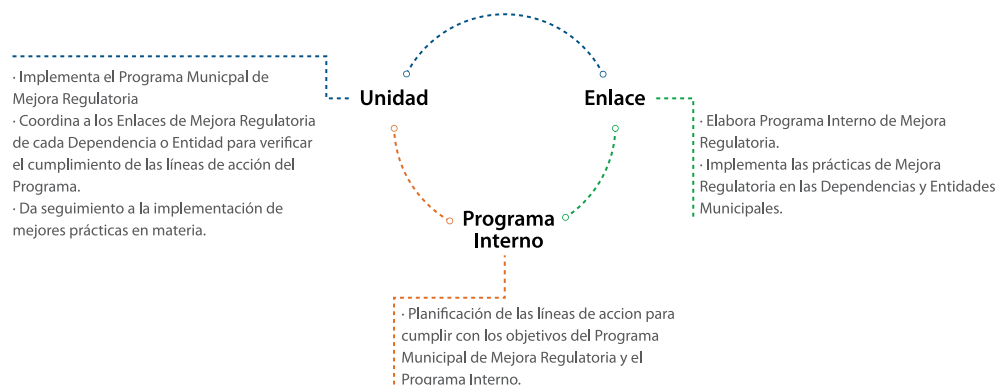 Unidad
· Implementa el Programa Municpal de
Mejora Regulatoria
· Coordina a los Enlaces de Mejora Regulatoria
de cada Dependencia o Entidad para verificar
el cumplimiento de las líneas de acción del
Programa.
· Da seguimiento a la implementación de
mejores prácticas en materia.
Enlace
· Elabora Programa Interno de Mejora
Regulatoria.
· Implementa las prácticas de Mejora
Regulatoria en las Dependencias y Entidades
Municipales.
Programa
Interno
· Planificación de las líneas de accion para
cumplir con los objetivos del Programa
Municipal de Mejora Regulatoria y el
Programa Interno.